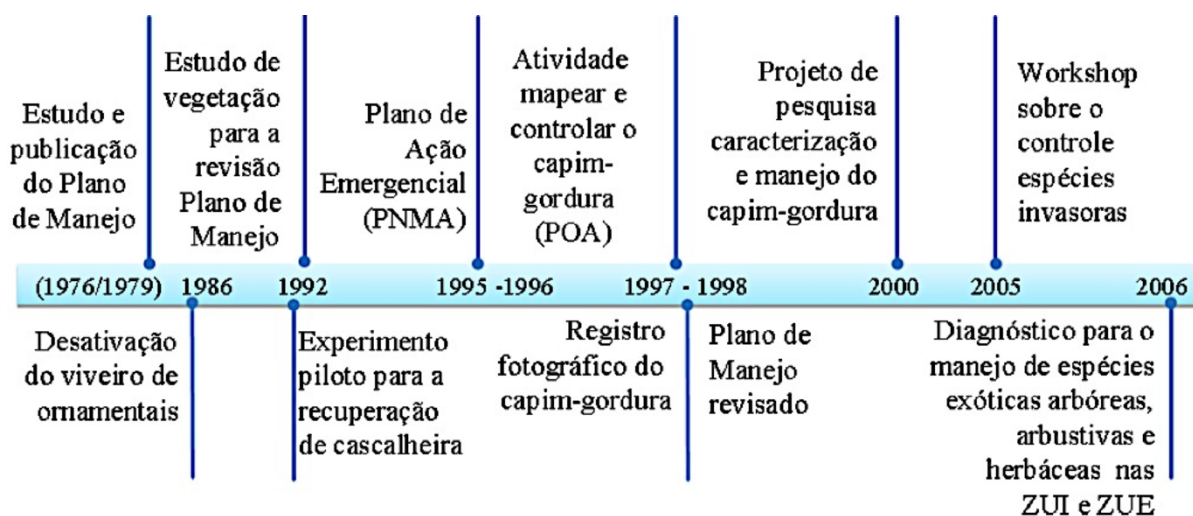 Estudo e
publicação
do Plano
de Manejo
Estudo de
vegetação
para a
revisão
Plano de
Manejo
Plano de
Ação
Emergencial
(PNMA)
Atividade
mapear e
controlar o
capim-
gordura
(POA)
Projeto de
pesquisa
caracterização
e manejo do
capim-gordura
Workshop
sobre o
controle
espécies
invasoras
(1976/1979) 1986 1992 1995 -1996 1997 - 1998 2000 2005 2006
Desativação
do viveiro de
ornamentais
Experimento
piloto para a
recuperação
de cascalheira
Registro
fotográfico do
capim-gordura
Plano de
Manejo
revisado
Diagnóstico para o
manejo de espécies
exóticas arbóreas,
arbustivas e
herbáceas nas
ZUI e ZUE